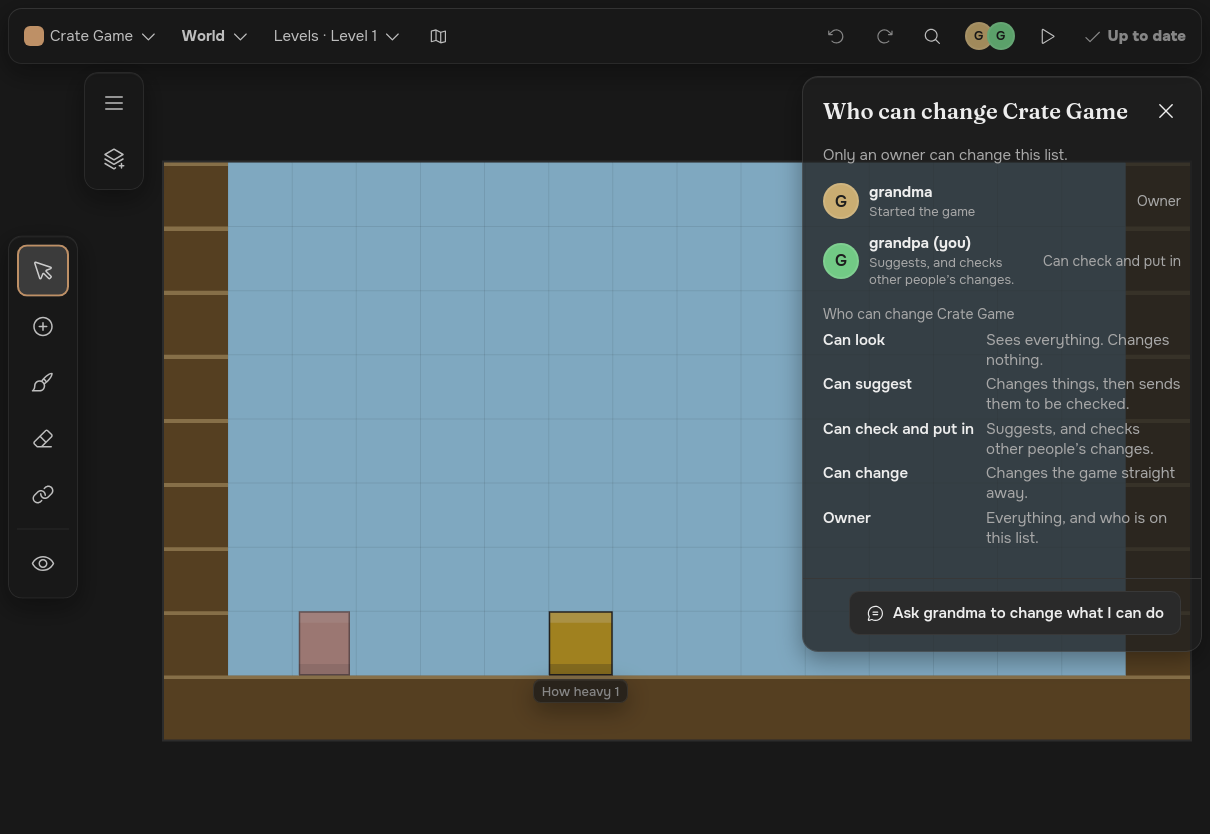 Crate Game
World
Levels · Level 1
G
G
Up to date
Who can change Crate Game
Only an owner can change this list.
G
grandma
Started the game
Owner
G
grandpa (you)
Suggests, and checks
other people's changes.
Can check and put in
Who can change Crate Game
Can look
Sees everything. Changes
nothing.
Can suggest
Changes things, then sends
them to be checked.
Can check and put in
Suggests, and checks
other people's changes.
Can change
Changes the game straight
away.
Owner
Everything, and who is on
this list.
Ask grandma to change what I can do
How heavy 1